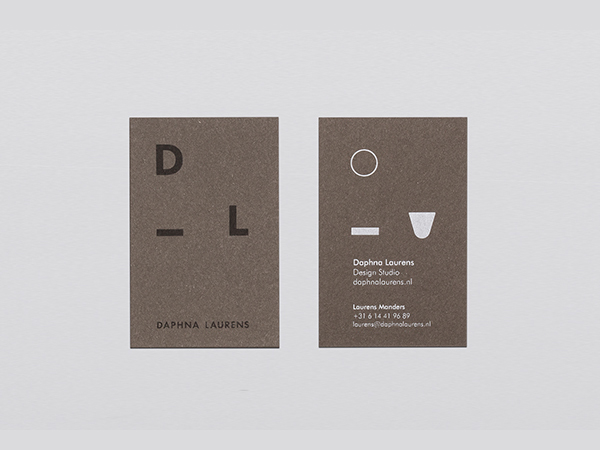 D
_ L
DAPHNA LAURENS
Daphna Laurens
Design Studio
daphnalaurens.nl
Laurens Manders
+31 6 14 41 96 89
laurens@daphnalaurens.nl